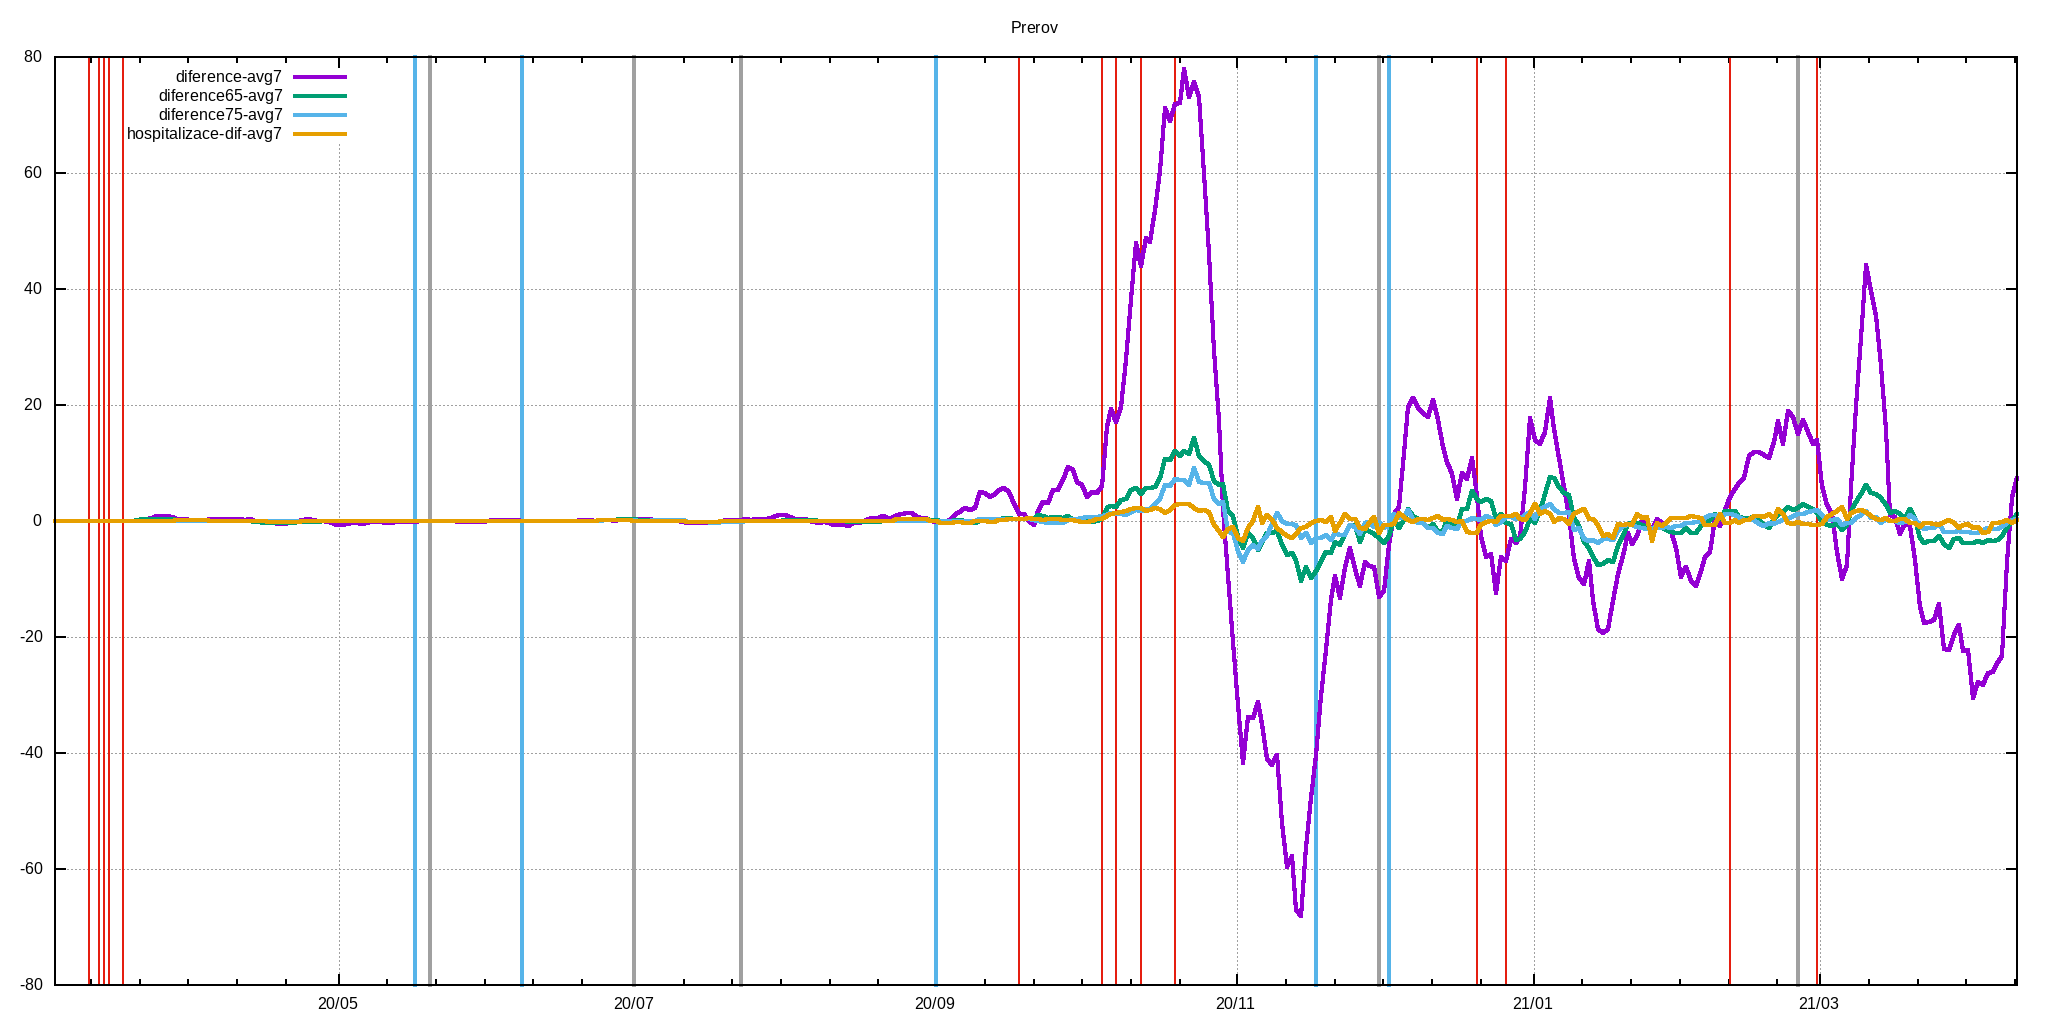 Prerov
diference-avg7
diference65-avg7
diference75-avg7
hospitalizace-dif-avg7
80
60
40
20
0
-20
-40
-60
-80
20/05 20/07 20/09 20/11 21/01 21/03